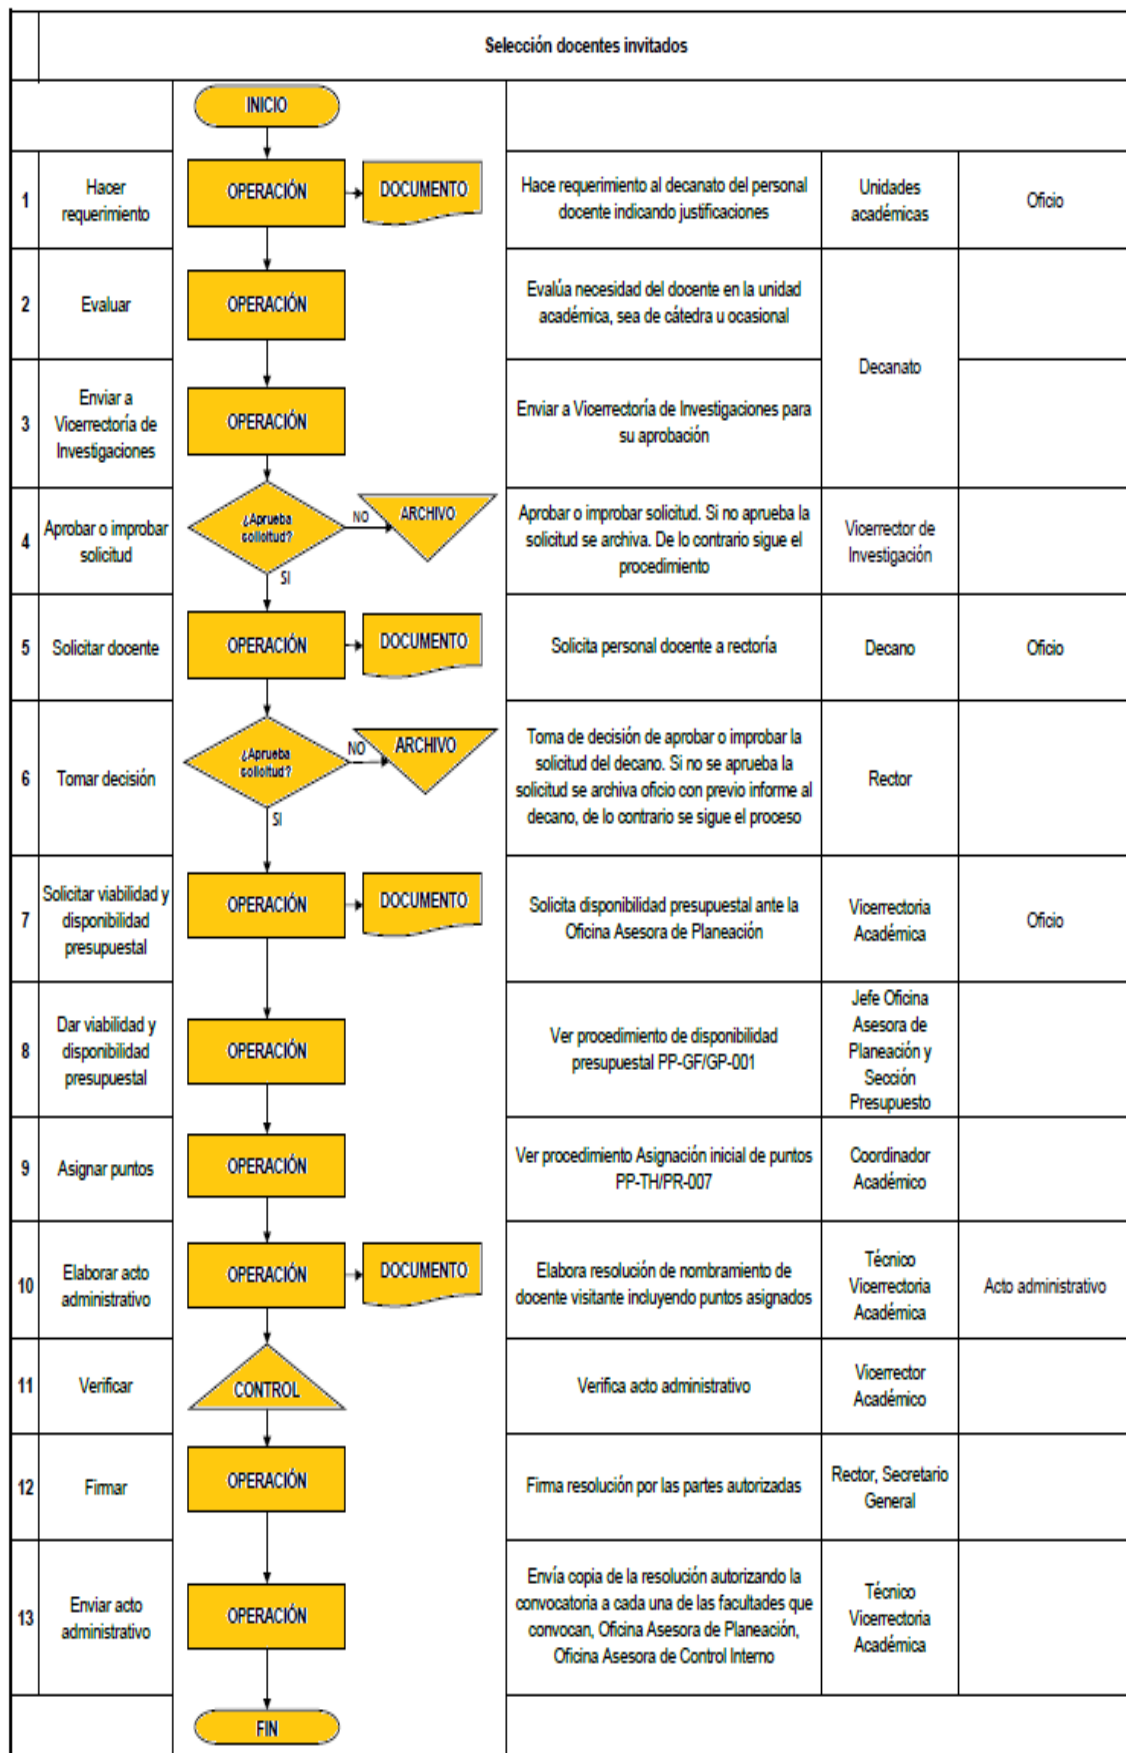 Selección docentes invitados
INICIO
1
Hacer
requerimiento
OPERACIÓN
DOCUMENTO
Hace requerimiento al decanato del personal
docente indicando justificaciones
Unidades
académicas
Oficio
2
Evaluar
OPERACIÓN
Evalúa necesidad del docente en la unidad
académica, sea de cátedra u ocasional
Decanato
3
Enviar a
Vicerrectoría de
Investigaciones
OPERACIÓN
Enviar a Vicerrectoría de Investigaciones para
su aprobación
4
Aprobar o improbar
solicitud
¿Aprueba
solicitud?
NO
ARCHIVO
SI
Aprobar o improbar solicitud. Si no aprueba la
solicitud se archiva. De lo contrario sigue el
procedimiento
Vicerrector de
Investigación
5
Solicitar docente
OPERACIÓN
DOCUMENTO
Solicita personal docente a rectoría
Decano
Oficio
6
Tomar decisión
¿Aprueba
solicitud?
NO
ARCHIVO
SI
Toma de decisión de aprobar o improbar la
solicitud del decano. Si no se aprueba la
solicitud se archiva oficio con previo informe al
decano, de lo contrario se sigue el proceso
Rector
7
Solicitar viabilidad y
disponibilidad
presupuestal
OPERACIÓN
DOCUMENTO
Solicita disponibilidad presupuestal ante la
Oficina Asesora de Planeación
Vicerrectoria
Académica
Oficio
8
Dar viabilidad y
disponibilidad
presupuestal
OPERACIÓN
Ver procedimiento de disponibilidad
presupuestal PP-GF/GP-001
Jefe Oficina
Asesora de
Planeación y
Sección
Presupuesto
9
Asignar puntos
OPERACIÓN
Ver procedimiento Asignación inicial de puntos
PP-TH/PR-007
Coordinador
Académico
10
Elaborar acto
administrativo
OPERACIÓN
DOCUMENTO
Elabora resolución de nombramiento de
docente visitante incluyendo puntos asignados
Técnico
Vicerrectoria
Académica
Acto administrativo
11
Verificar
CONTROL
Verifica acto administrativo
Vicerrector
Académico
12
Firmar
OPERACIÓN
Firma resolución por las partes autorizadas
Rector, Secretario
General
13
Enviar acto
administrativo
OPERACIÓN
Envía copia de la resolución autorizando la
convocatoria a cada una de las facultades que
convocan, Oficina Asesora de Planeación,
Oficina Asesora de Control Interno
Técnico
Vicerrectoria
Académica
FIN